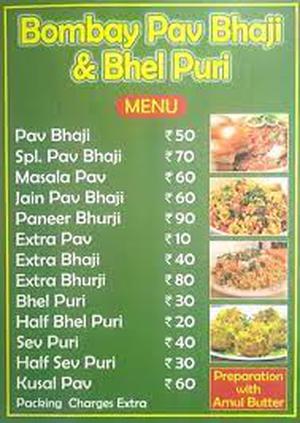 Bombay Pav Bhaji
& Bhel Puri
MENU
Pav Bhaji ₹50
Spl. Pav Bhaji ₹70
Masala Pav ₹60
Jain Pav Bhaji ₹60
Paneer Bhurji ₹90
Extra Pav ₹10
Extra Bhaji ₹40
Extra Bhurji ₹80
Bhel Puri ₹30
Half Bhel Puri ₹20
Sev Puri ₹40
Half Sev Puri ₹30
Kusal Pav ₹60
Packing Charges Extra
Preparation
with
Amul Butter